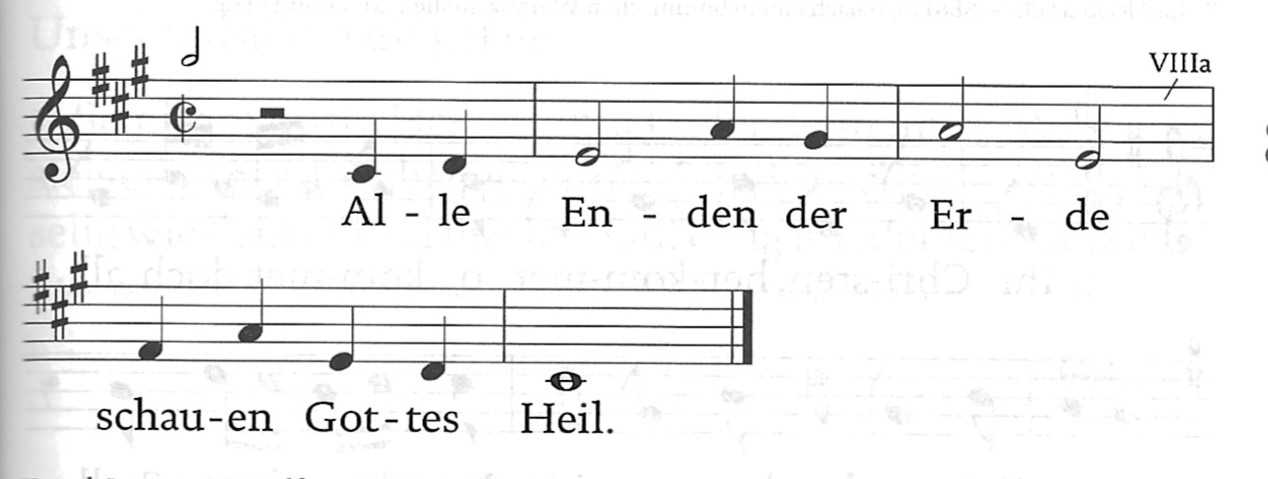 VIIIa
Al - le En - den der Er - de
schau-en Got-tes Heil.